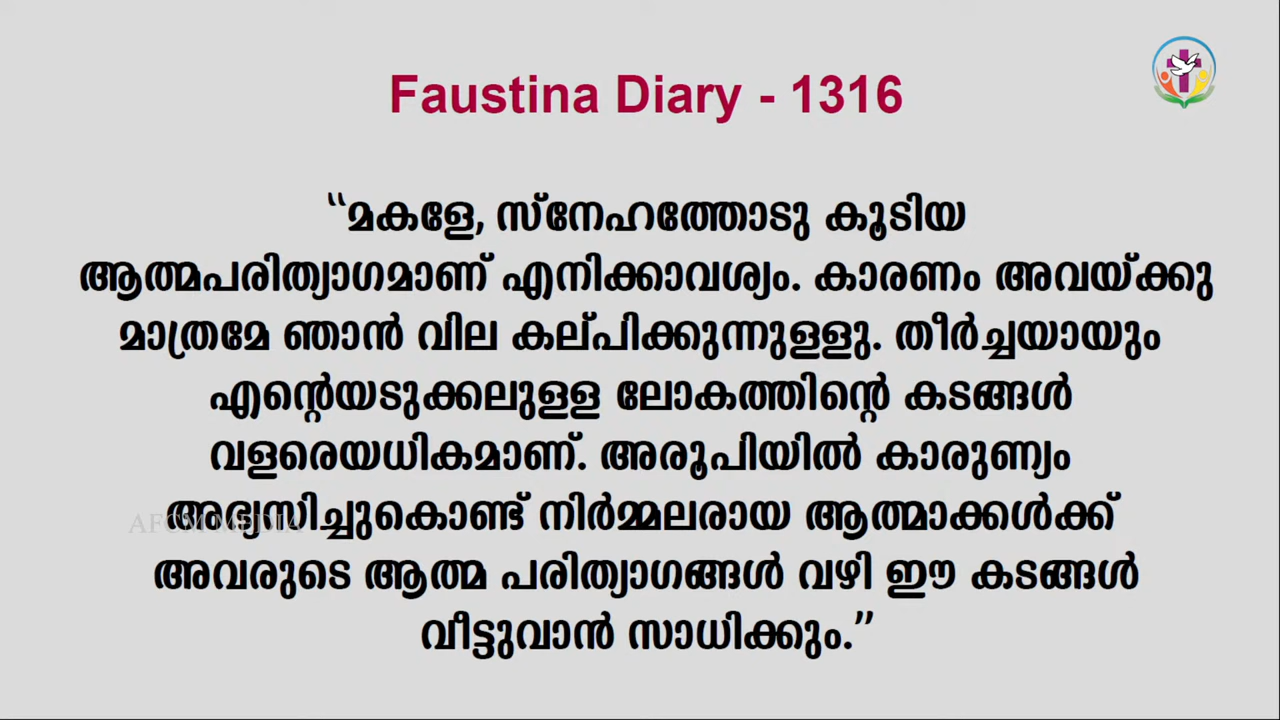 Faustina Diary - 1316
“മകളേ, സ്നേഹത്തോടു കൂടിയ
ആത്മപരിത്യാഗമാണ് എനിക്കാവശ്യം. കാരണം അവയ്ക്കു
മാത്രമേ ഞാൻ വില കല്പിക്കുന്നുള്ളു. തീർച്ചയായും
എന്റെയടുക്കലുള്ള ലോകത്തിന്റെ കടങ്ങൾ
വളരെയധികമാണ്. അരൂപിയിൽ കാരുണ്യം
അഭ്യസിച്ചുകൊണ്ട് നിർമ്മലരായ ആത്മാക്കൾക്ക്
AFCM MEDIA
അവരുടെ ആത്മ പരിത്യാഗങ്ങൾ വഴി ഈ കടങ്ങൾ
വീട്ടുവാൻ സാധിക്കും.”